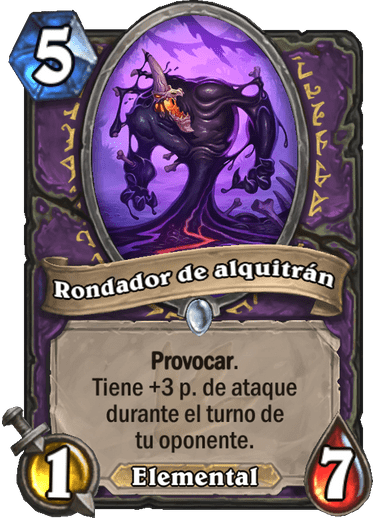 5
Rondador de alquitrán
Provocar.
Tiene +3 p. de ataque
durante el turno de
tu oponente.
1
Elemental
7